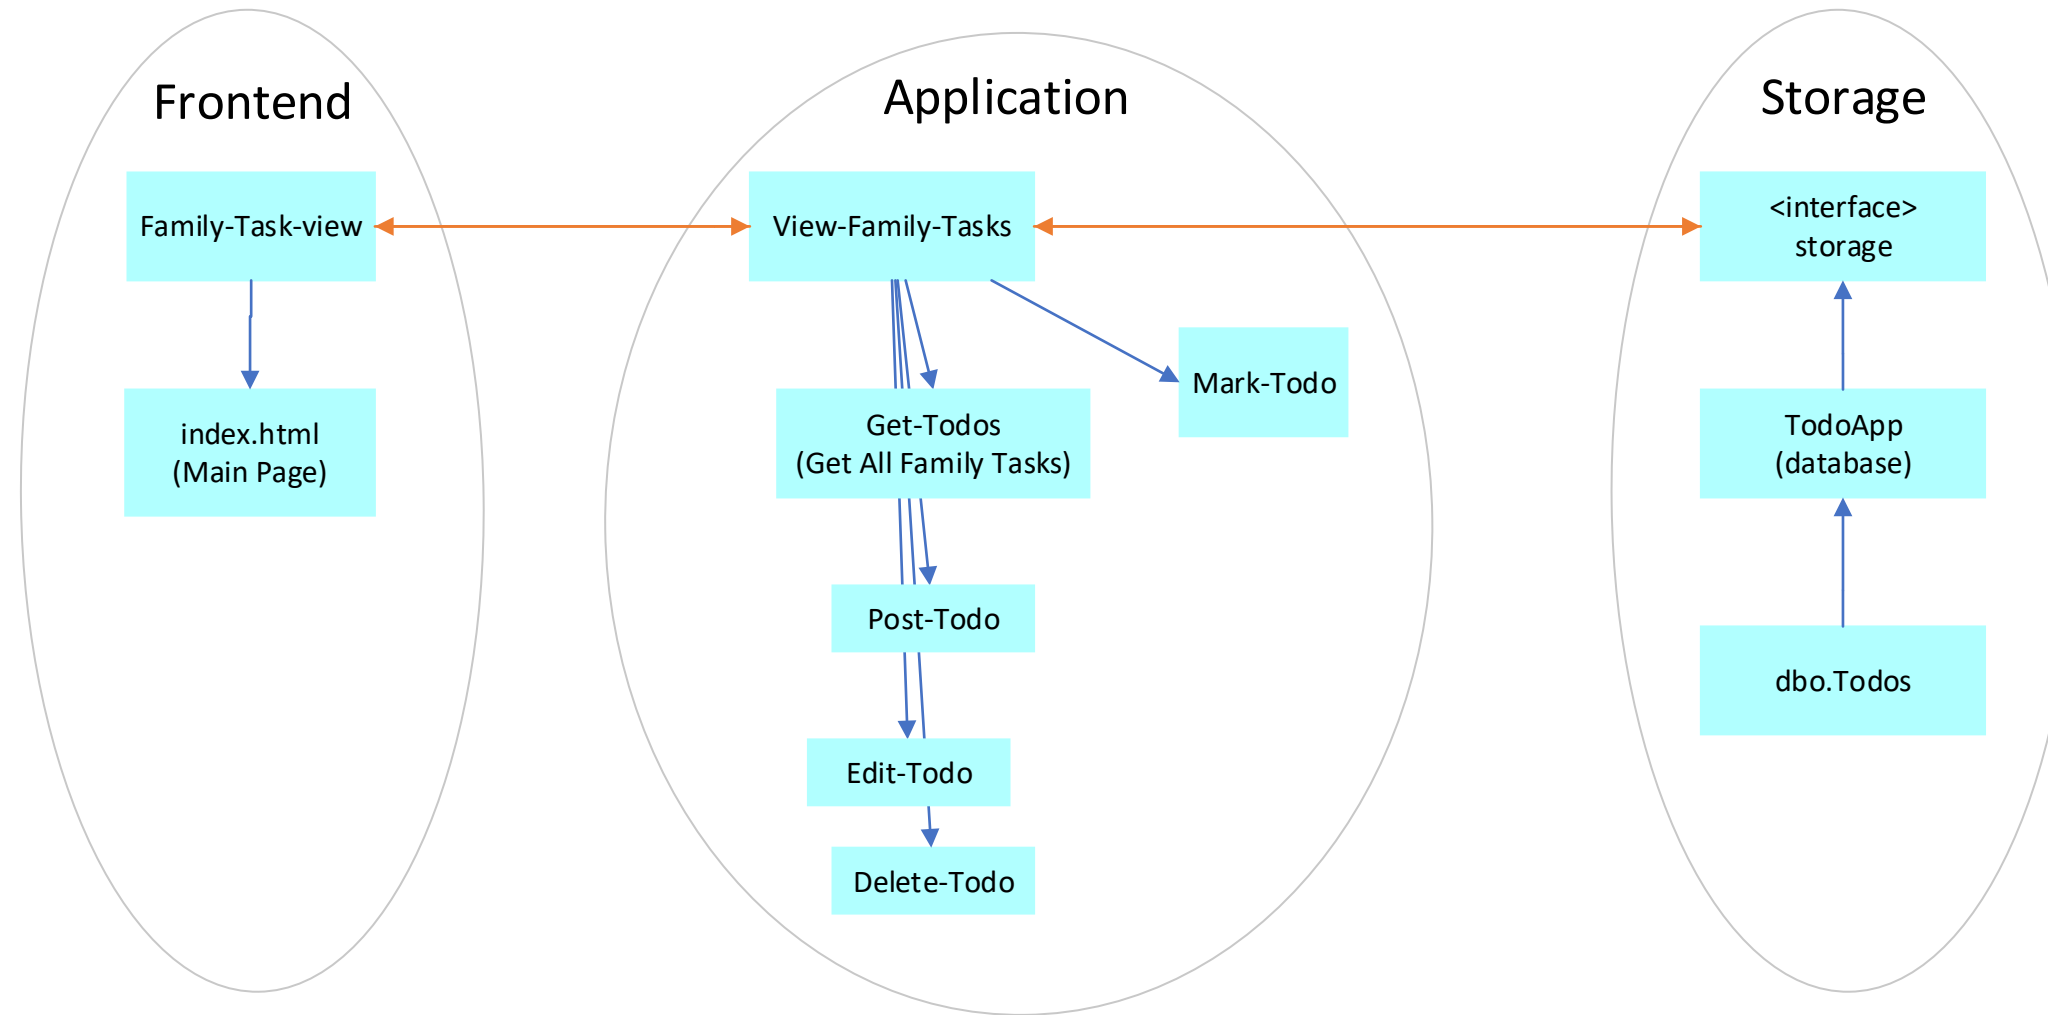 Frontend
Application
Storage
Family-Task-view
View-Family-Tasks
<interface>
storage
index.html
(Main Page)
Get-Todos
(Get All Family Tasks)
Mark-Todo
TodoApp
(database)
Post-Todo
dbo.Todos
Edit-Todo
Delete-Todo